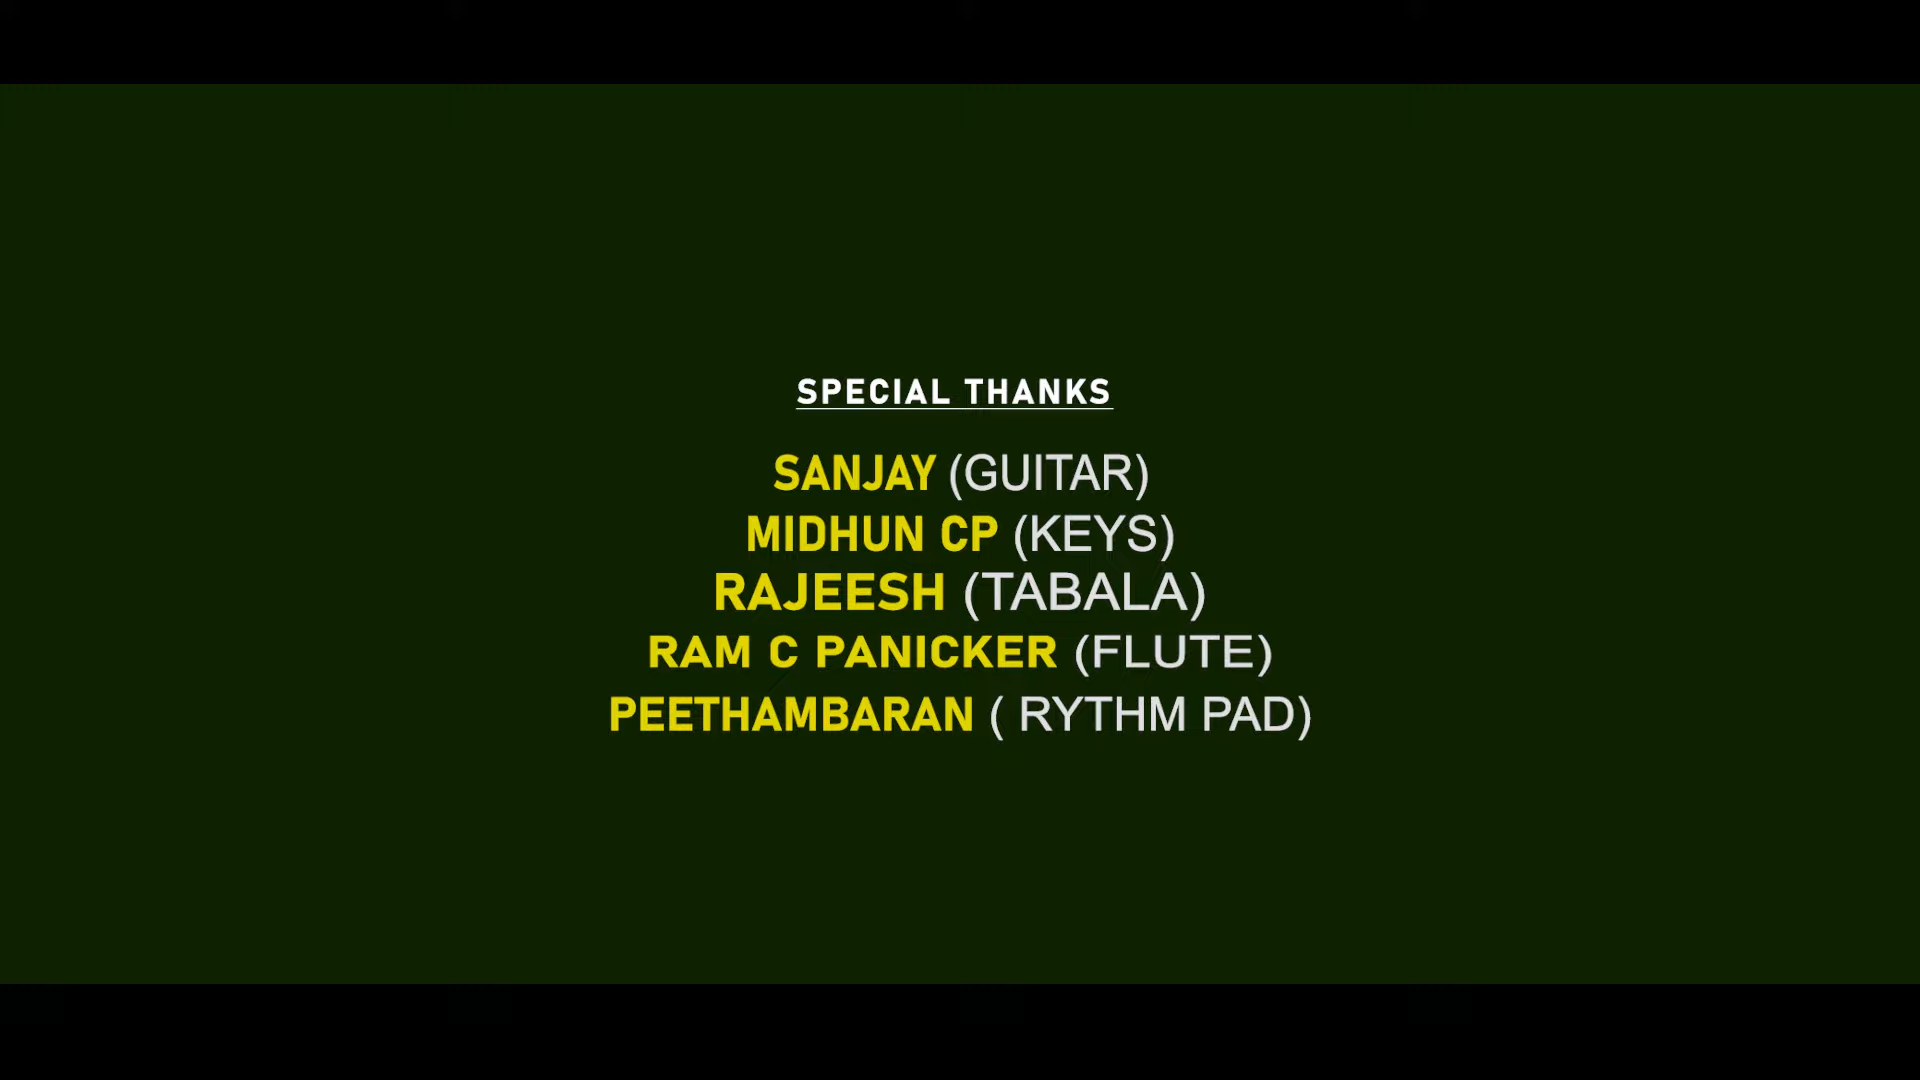 SPECIAL THANKS
SANJAY (GUITAR)
MIDHUN CP (KEYS)
RAJEESH (TABALA)
RAM C PANICKER (FLUTE)
PEETHAMBARAN ( RYTHM PAD)